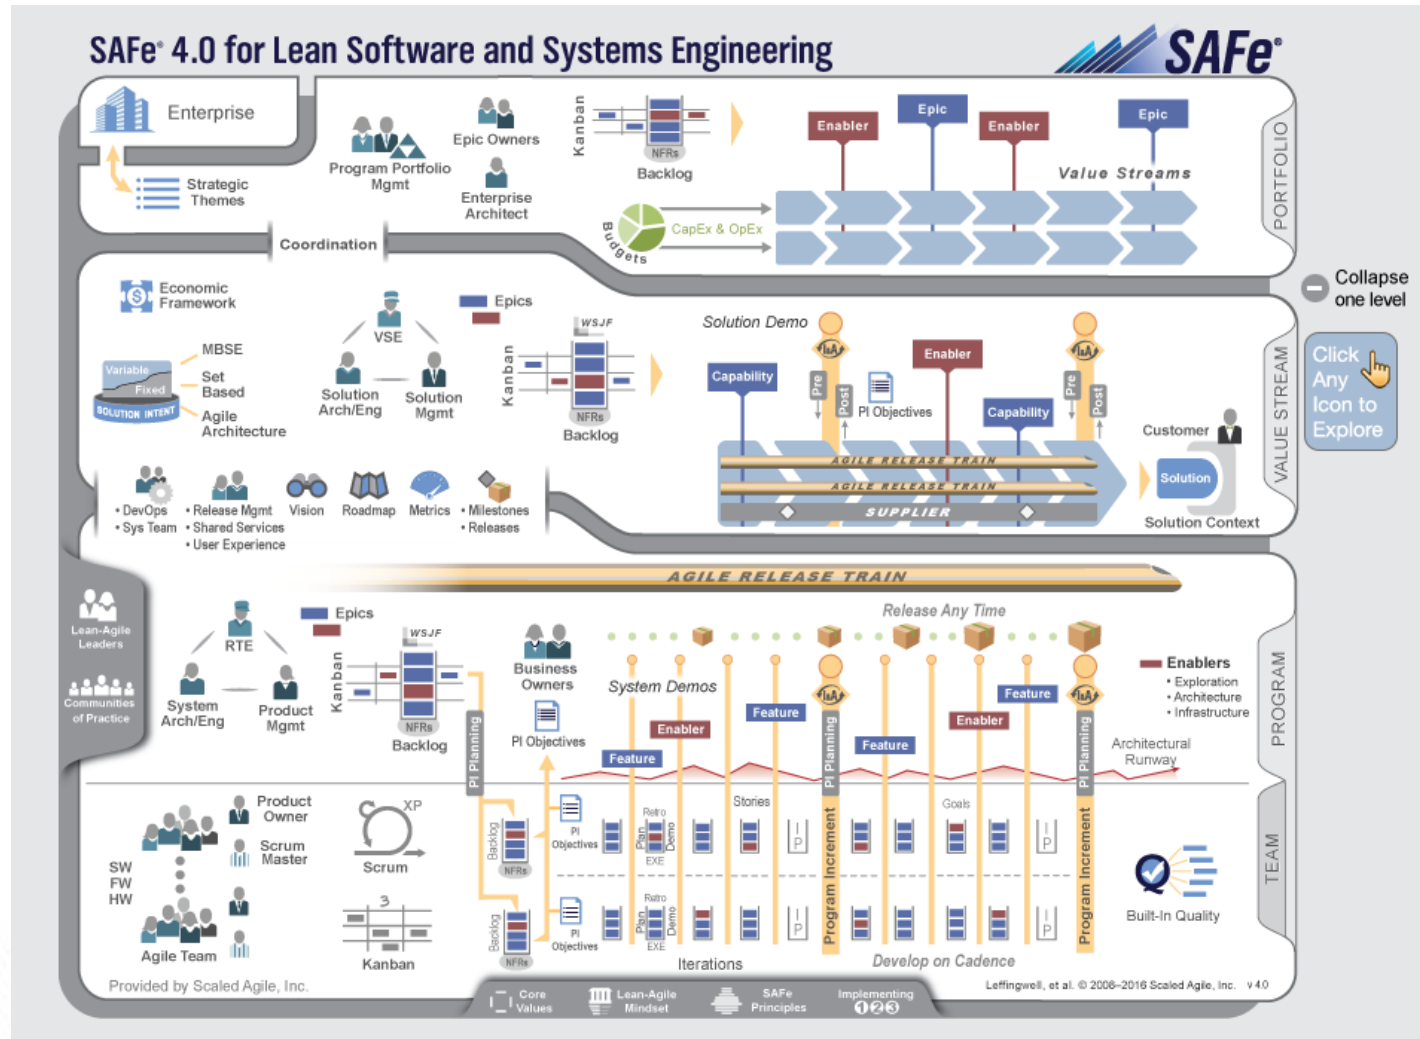 SAFe® 4.0 for Lean Software and Systems Engineering
SAFe®
Enterprise
Strategic
Themes
Program Portfolio
Mgmt
Epic Owners
Enterprise
Architect
Kanban
NFRs
Backlog
Budgets
CapEx & OpEx
Enabler
Epic
Enabler
Epic
Value Streams
PORTFOLIO
Coordination
Collapse
one level
Click
Any
Icon to
Explore
Economic
Framework
Variable
Fixed
SOLUTION INTENT
MBSE
Set
Based
Agile
Architecture
VSE
Solution
Arch/Eng
Solution
Mgmt
Epics
Kanban
WSJF
NFRs
Backlog
Solution Demo
I&A
Pre
Post
Capability
PI Objectives
Enabler
Capability
I&A
Pre
Post
AGILE RELEASE TRAIN
AGILE RELEASE TRAIN
SUPPLIER
Customer
Solution
Solution Context
VALUE STREAM
• DevOps
• Sys Team
• Release Mgmt
• Shared Services
• User Experience
Vision
Roadmap
Metrics
• Milestones
• Releases
AGILE RELEASE TRAIN
Lean-Agile
Leaders
Communities
of Practice
RTE
System
Arch/Eng
Product
Mgmt
Epics
Kanban
WSJF
NFRs
Backlog
PI Planning
Business
Owners
PI Objectives
Release Any Time
System Demos
Feature
Enabler
Feature
I&A
PI Planning
Feature
Enabler
Feature
I&A
PI Planning
Enablers
• Exploration
• Architecture
• Infrastructure
Architectural
Runway
PROGRAM
SW
FW
HW
Agile Team
Product
Owner
Scrum
Master
XP
Scrum
3
Kanban
Backlog
NFRs
PI
Objectives
Plan
Retro
Demo
EXE
Stories
I
P
Program Increment
Goals
I
P
Program Increment
Backlog
NFRs
PI
Objectives
Plan
Retro
Demo
EXE
I
P
I
P
Iterations
Develop on Cadence
Built-In Quality
TEAM
Provided by Scaled Agile, Inc.
Leffingwell, et al. © 2008–2016 Scaled Agile, Inc. v 4.0
Core
Values
Lean-Agile
Mindset
SAFe
Principles
Implementing
1 2 3